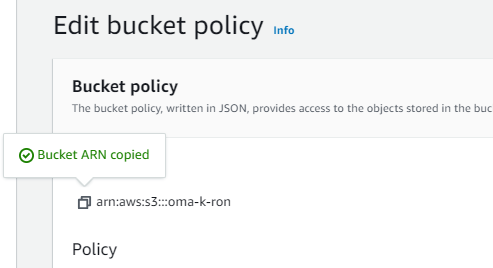 Edit bucket policy Info
Bucket policy
The bucket policy, written in JSON, provides access to the objects stored in the
Bucket ARN copied
arn:aws:s3:::oma-k-ron
Policy